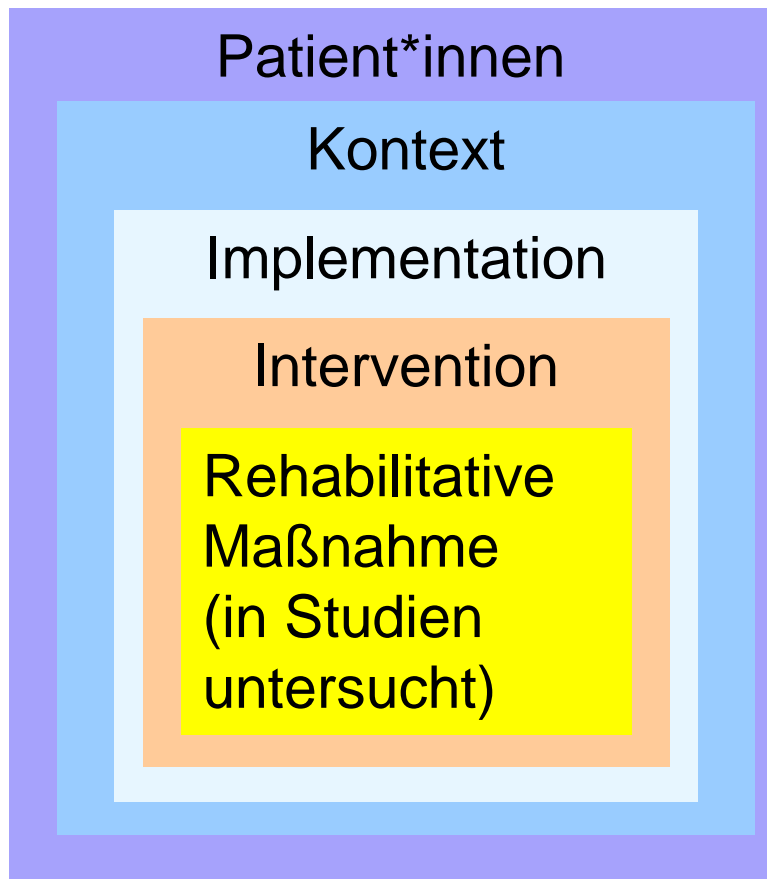 Patient*innen
Kontext
Implementation
Intervention
Rehabilitative
Maßnahme
(in Studien
untersucht)